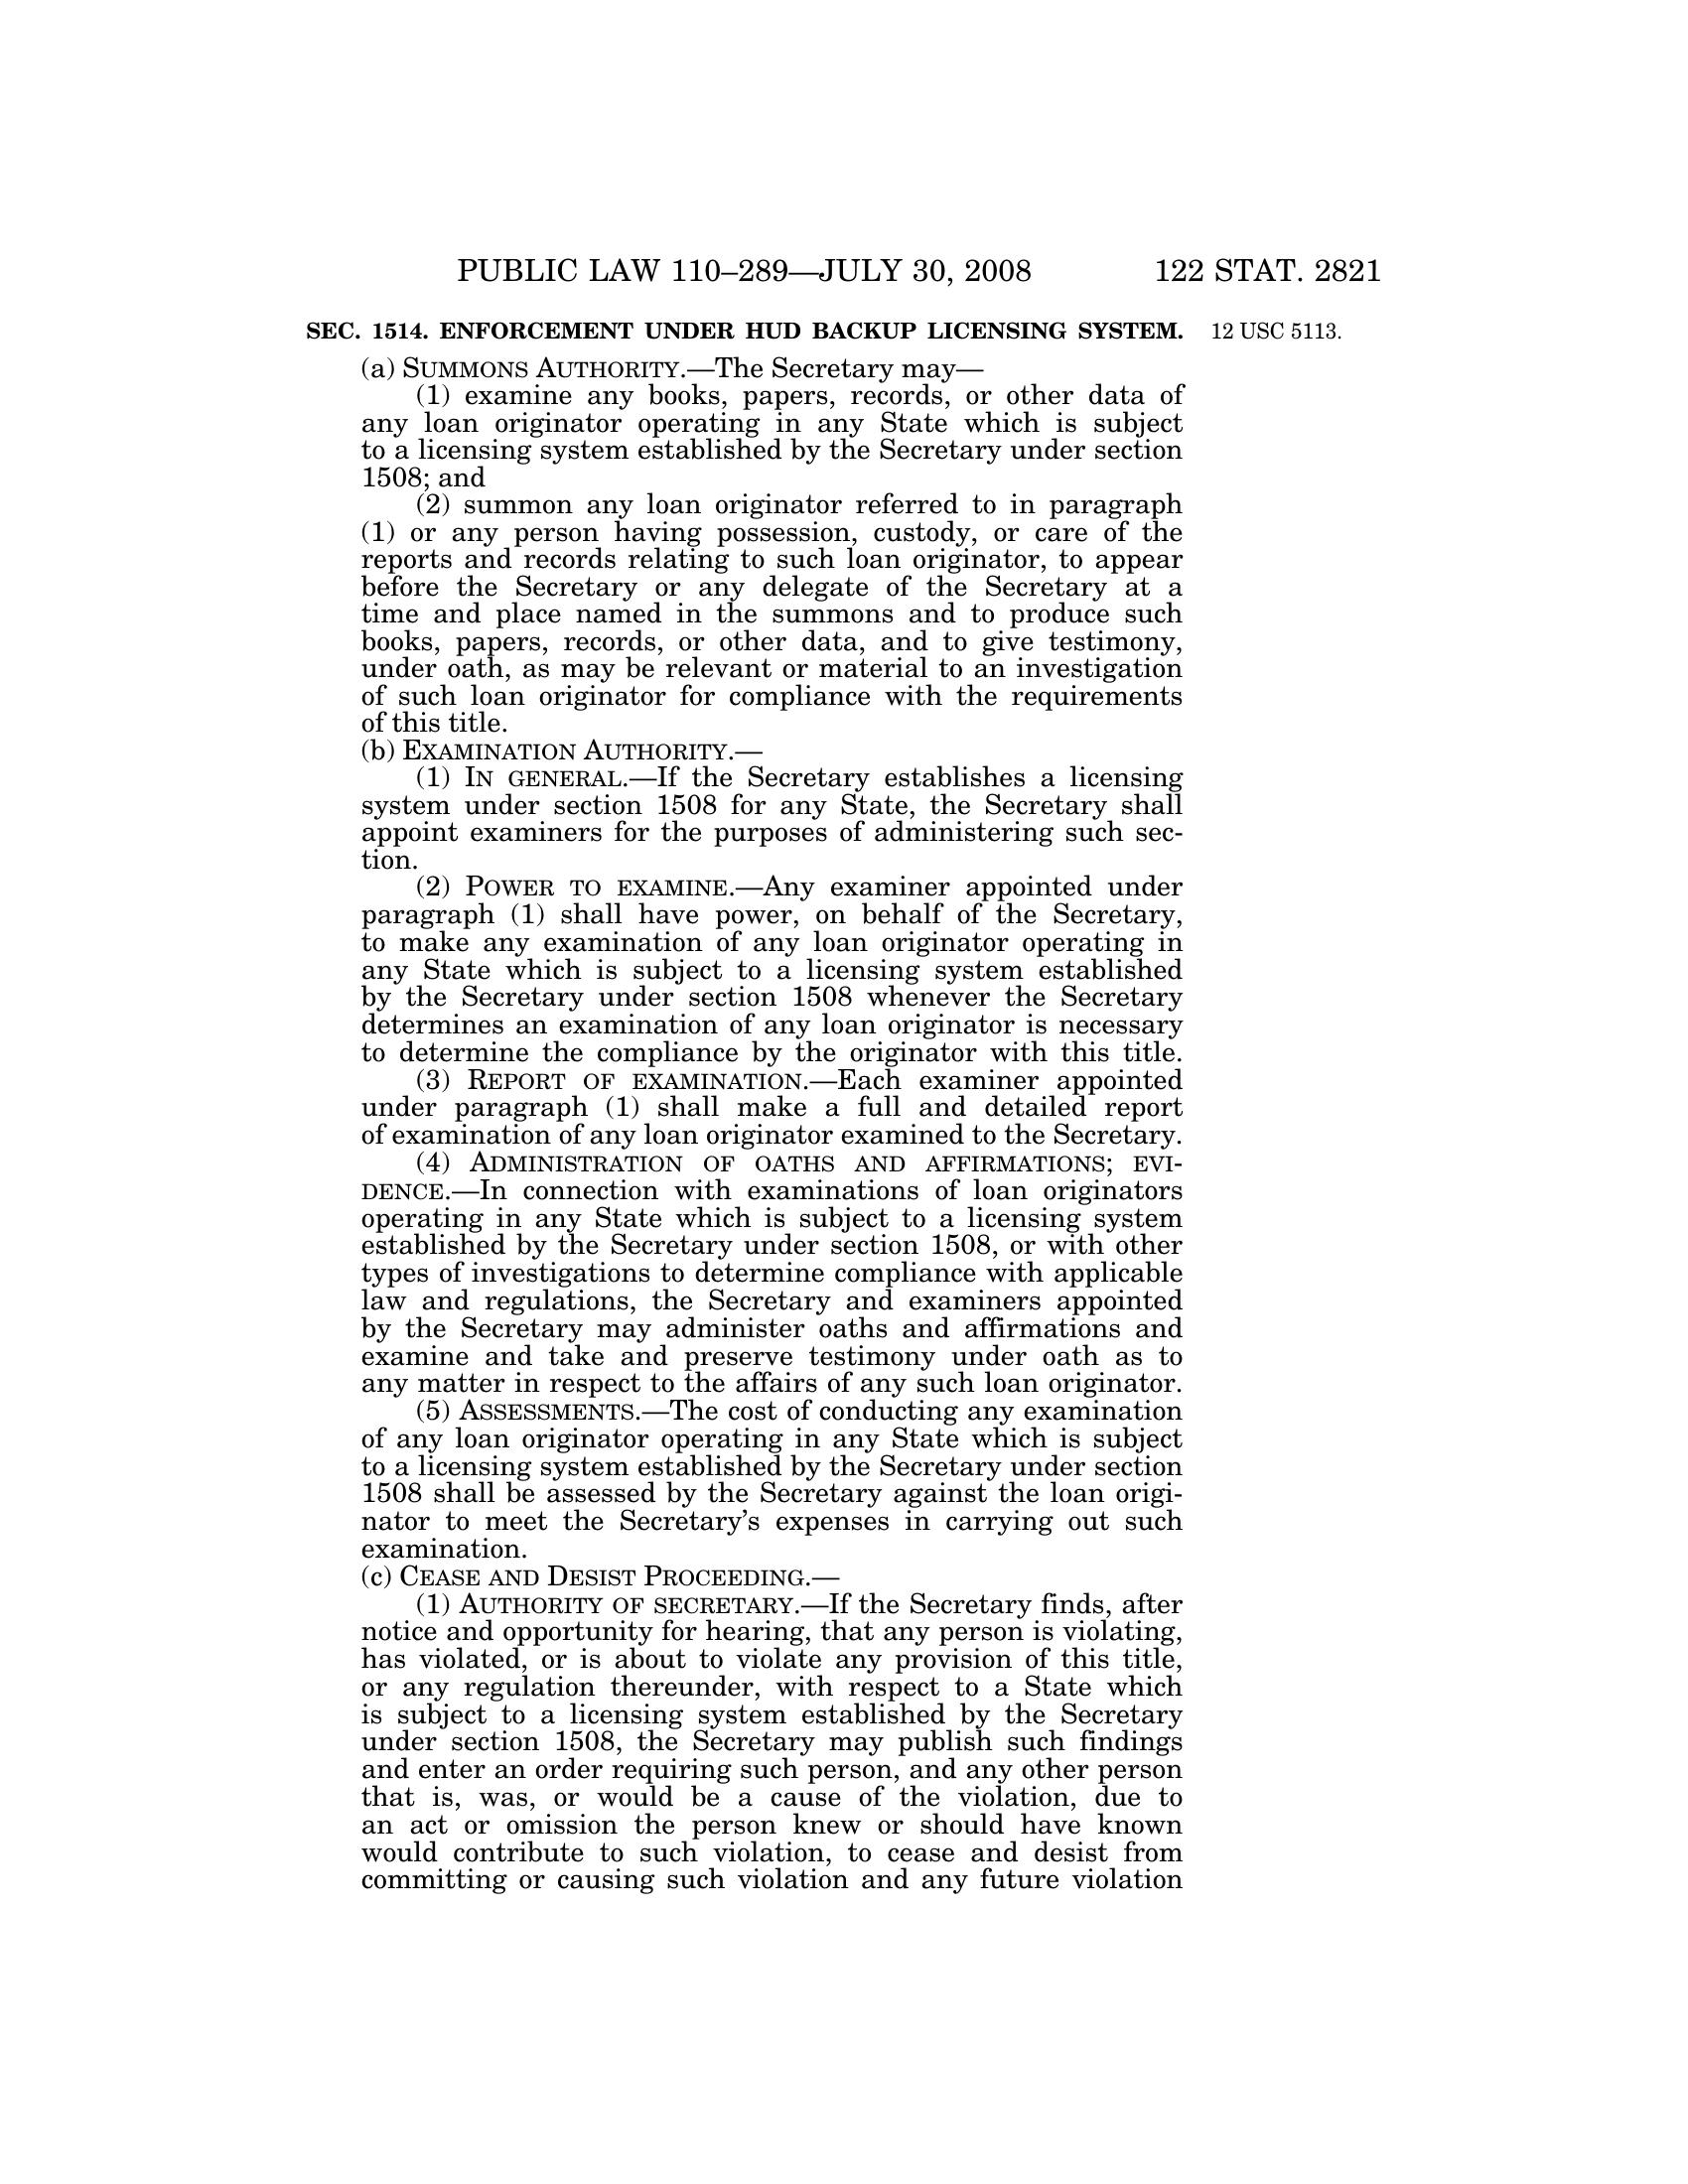 PUBLIC LAW 110–289—JULY 30, 2008 122 STAT. 2821
SEC. 1514. ENFORCEMENT UNDER HUD BACKUP LICENSING SYSTEM. 12 USC 5113.
(a) SUMMONS AUTHORITY.—The Secretary may—
(1) examine any books, papers, records, or other data of
any loan originator operating in any State which is subject
to a licensing system established by the Secretary under section
1508; and
(2) summon any loan originator referred to in paragraph
(1) or any person having possession, custody, or care of the
reports and records relating to such loan originator, to appear
before the Secretary or any delegate of the Secretary at a
time and place named in the summons and to produce such
books, papers, records, or other data, and to give testimony,
under oath, as may be relevant or material to an investigation
of such loan originator for compliance with the requirements
of this title.
(b) EXAMINATION AUTHORITY.—
(1) IN GENERAL.—If the Secretary establishes a licensing
system under section 1508 for any State, the Secretary shall
appoint examiners for the purposes of administering such sec-
tion.
(2) POWER TO EXAMINE.—Any examiner appointed under
paragraph (1) shall have power, on behalf of the Secretary,
to make any examination of any loan originator operating in
any State which is subject to a licensing system established
by the Secretary under section 1508 whenever the Secretary
determines an examination of any loan originator is necessary
to determine the compliance by the originator with this title.
(3) REPORT OF EXAMINATION.—Each examiner appointed
under paragraph (1) shall make a full and detailed report
of examination of any loan originator examined to the Secretary.
(4) ADMINISTRATION OF OATHS AND AFFIRMATIONS; EVI-
DENCE.—In connection with examinations of loan originators
operating in any State which is subject to a licensing system
established by the Secretary under section 1508, or with other
types of investigations to determine compliance with applicable
law and regulations, the Secretary and examiners appointed
by the Secretary may administer oaths and affirmations and
examine and take and preserve testimony under oath as to
any matter in respect to the affairs of any such loan originator.
(5) ASSESSMENTS.—The cost of conducting any examination
of any loan originator operating in any State which is subject
to a licensing system established by the Secretary under section
1508 shall be assessed by the Secretary against the loan origi-
nator to meet the Secretary's expenses in carrying out such
examination.
(c) CEASE AND DESIST PROCEEDING.—
(1) AUTHORITY OF SECRETARY.—If the Secretary finds, after
notice and opportunity for hearing, that any person is violating,
has violated, or is about to violate any provision of this title,
or any regulation thereunder, with respect to a State which
is subject to a licensing system established by the Secretary
under section 1508, the Secretary may publish such findings
and enter an order requiring such person, and any other person
that is, was, or would be a cause of the violation, due to
an act or omission the person knew or should have known
would contribute to such violation, to cease and desist from
committing or causing such violation and any future violation